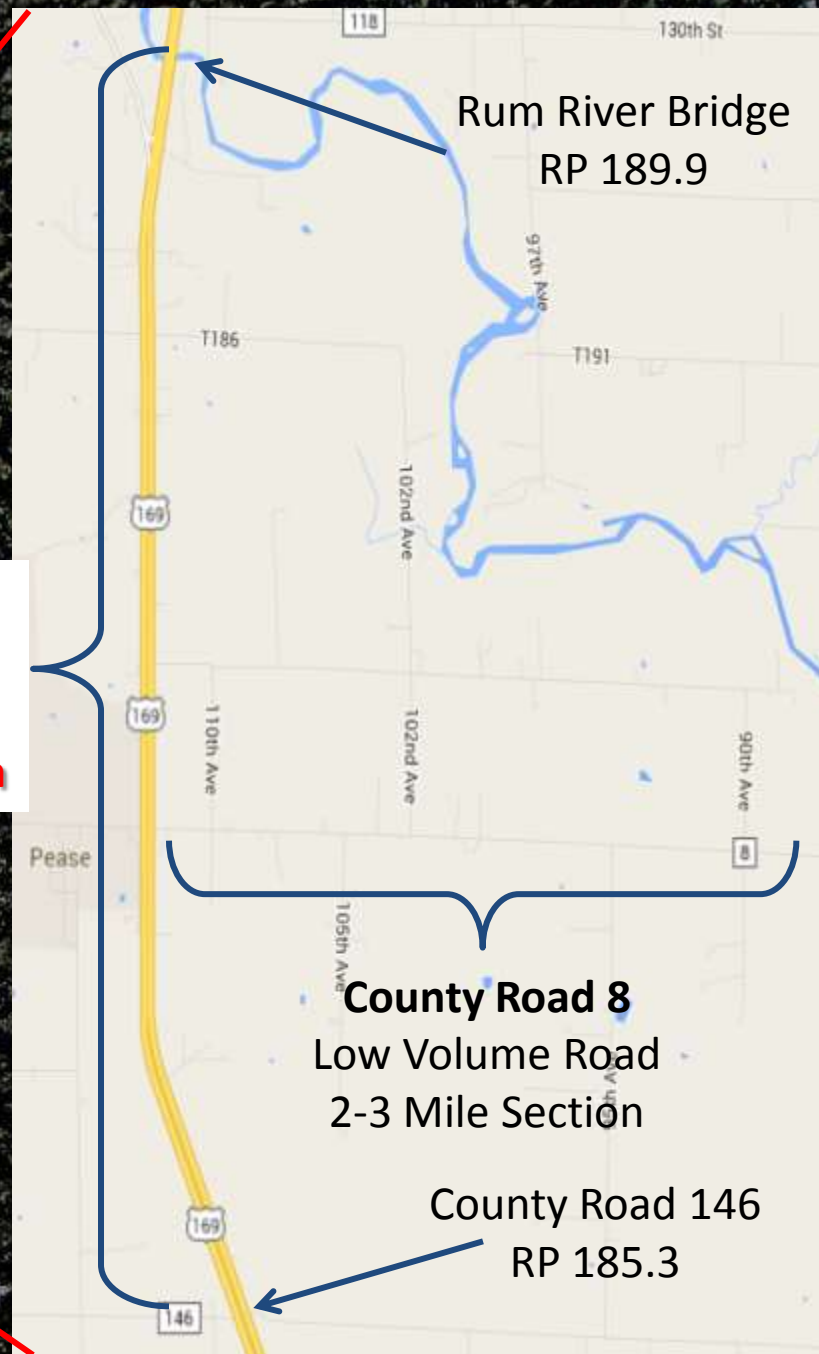 118
130th St
Rum River Bridge
RP 189.9
97th Ave
T186
T191
169
102nd Ave
169
110th Ave
102nd Ave
90th Ave
8
Pease
105th Ave
County Road 8
Low Volume Road
2-3 Mile Section
County Road 146
RP 185.3
169
146